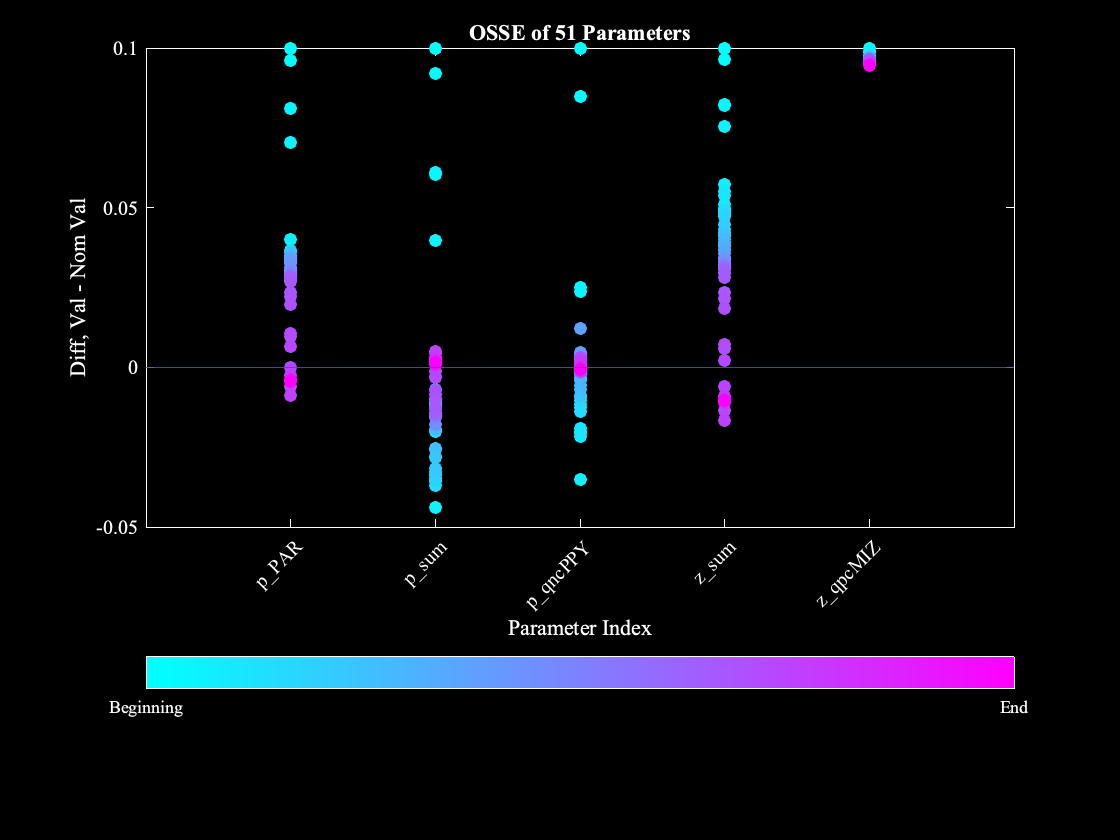 OSSE of 51 Parameters
0.1
0.05
0
-0.05
Diff, Val - Nom Val
p_PAR
p_sum
p_qncPPY
z_sum
z_qpcMIZ
Parameter Index
Beginning
End